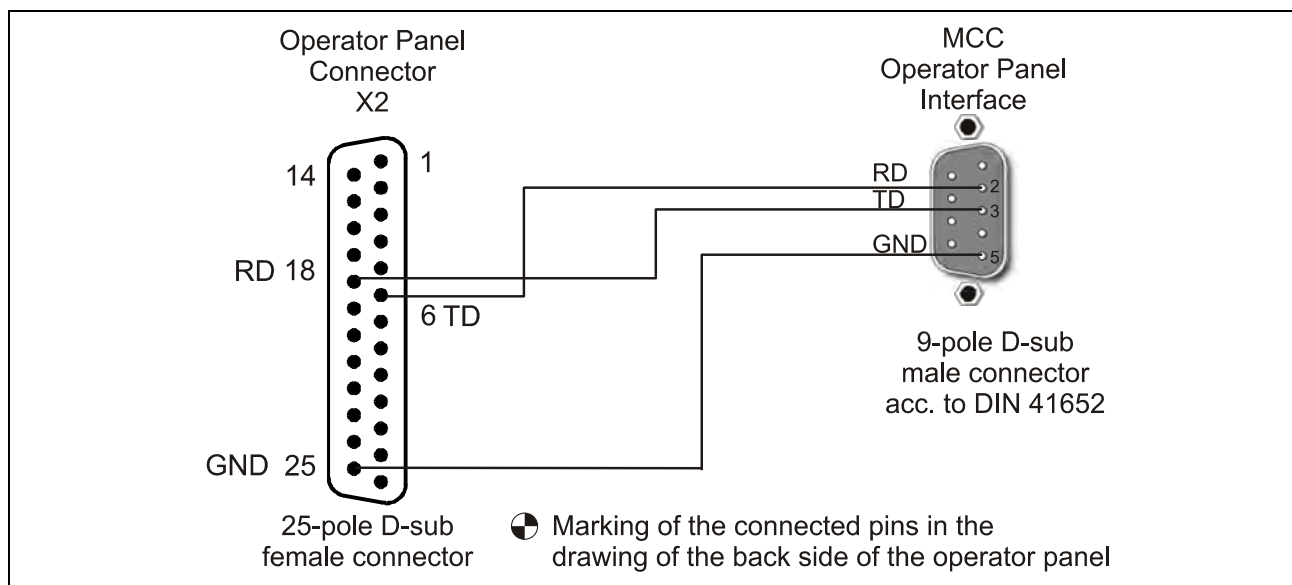 Operator Panel
Connector
X2
MCC
Operator Panel
Interface
1
14
RD 18
6 TD
GND 25
RD
TD
GND
2
3
5
25-pole D-sub
female connector
9-pole D-sub
male connector
acc. to DIN 41652
Marking of the connected pins in the
drawing of the back side of the operator panel